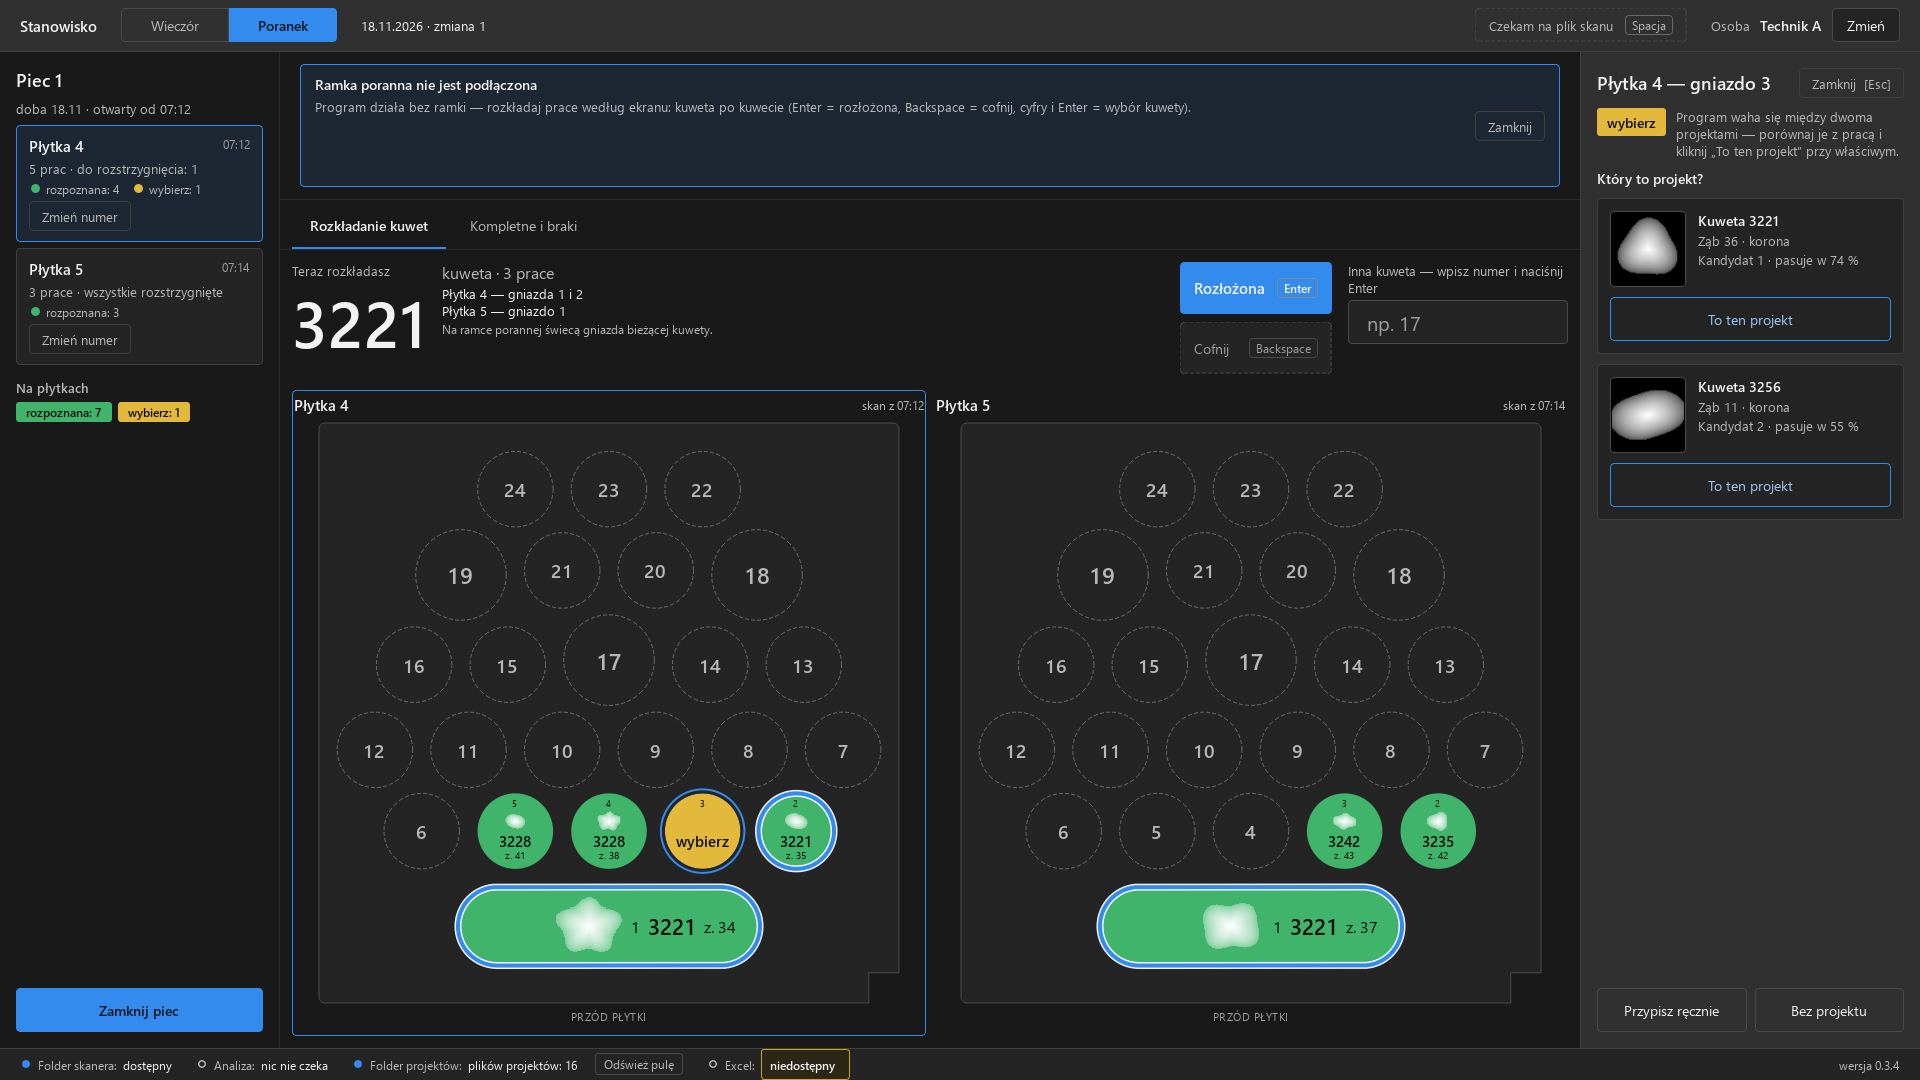 Stanowisko
Wieczór
Poranek
18.11.2026 · zmiana 1
Czekam na plik skanu
Spacja
Osoba
Technik A
Zmień
Piec 1
doba 18.11 · otwarty od 07:12
Płytka 4
07:12
5 prac · do rozstrzygnięcia: 1
rozpoznana: 4
wybierz: 1
Zmień numer
Płytka 5
07:14
3 prace · wszystkie rozstrzygnięte
rozpoznana: 3
Zmień numer
Na płytkach
rozpoznana: 7
wybierz: 1
Zamknij piec
Ramka poranna nie jest podłączona
Program działa bez ramki — rozkładaj prace według ekranu: kuweta po kuwecie (Enter = rozłożona, Backspace = cofnij, cyfry i Enter = wybór kuwety).
Zamknij
Rozkładanie kuwet
Kompletne i braki
Teraz rozkładasz
3221
kuweta · 3 prace
Płytka 4 — gniazda 1 i 2
Płytka 5 — gniazdo 1
Na ramce porannej świecą gniazda bieżącej kuwety.
Rozłożona
Enter
Cofnij
Backspace
Inna kuweta — wpisz numer i naciśnij
Enter
np. 17
Płytka 4
skan z 07:12
24
23
22
19
21
20
18
16
15
17
14
13
12
11
10
9
8
7
6
5
3228
z. 41
4
3228
z. 38
3
wybierz
2
3221
z. 35
1 3221 z. 34
PRZÓD PŁYTKI
Płytka 5
skan z 07:14
24
23
22
19
21
20
18
16
15
17
14
13
12
11
10
9
8
7
6
5
4
3
3242
z. 43
2
3235
z. 42
1 3221 z. 37
PRZÓD PŁYTKI
Płytka 4 — gniazdo 3
Zamknij [Esc]
wybierz
Program waha się między dwoma
projektami — porównaj je z pracą i
kliknij „To ten projekt” przy właściwym.
Który to projekt?
Kuweta 3221
Ząb 36 · korona
Kandydat 1 · pasuje w 74 %
To ten projekt
Kuweta 3256
Ząb 11 · korona
Kandydat 2 · pasuje w 55 %
To ten projekt
Przypisz ręcznie
Bez projektu
Folder skanera: dostępny
Analiza: nic nie czeka
Folder projektów: plików projektów: 16
Odśwież pulę
Excel: niedostępny
wersja 0.3.4